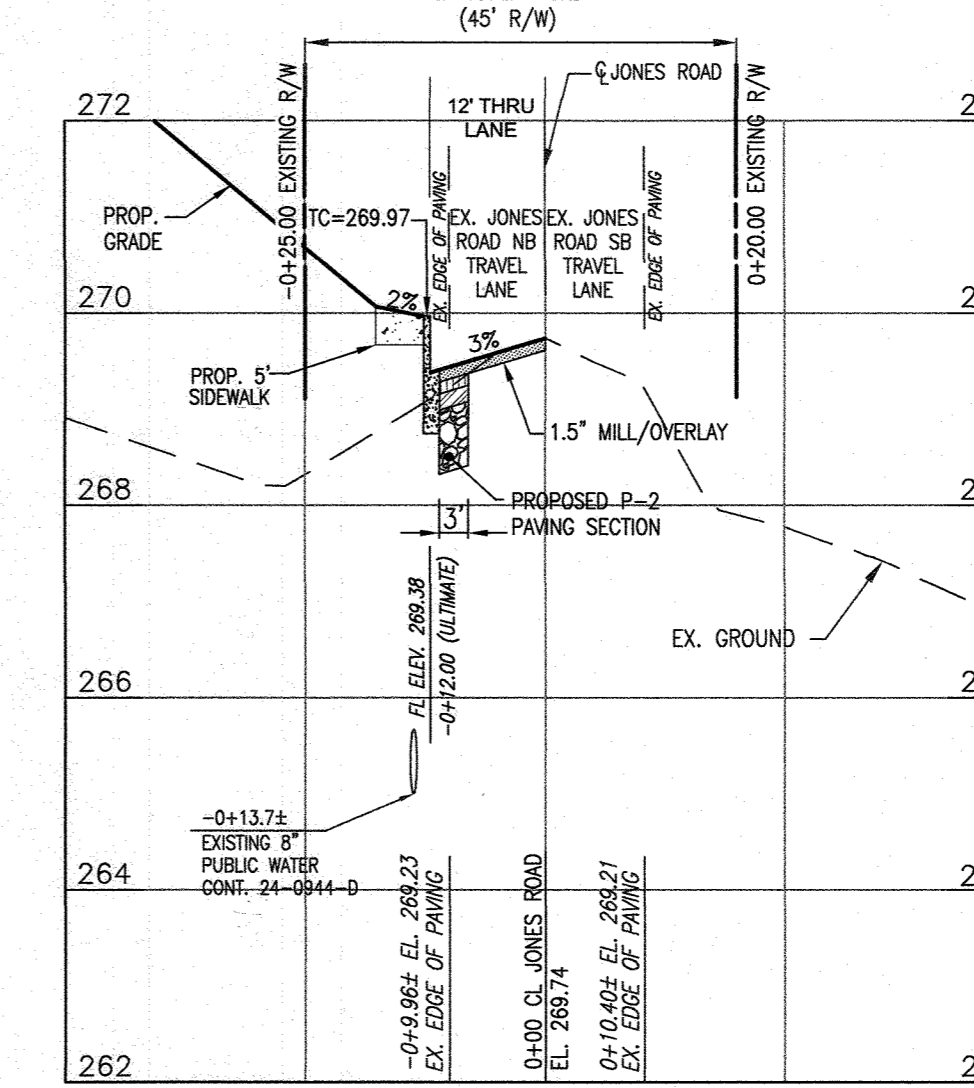 (45' R/W)
℄ JONES ROAD
272
2
12' THRU
LANE
-0+25.00 EXISTING R/W
0+20.00 EXISTING R/W
PROP.
GRADE
TC=269.97
EX. EDGE OF PAVING
EX. JONES
ROAD NB
TRAVEL
LANE
EX. JONES
ROAD SB
TRAVEL
LANE
EX. EDGE OF PAVING
270
2
2%
3%
PROP. 5'
SIDEWALK
1.5" MILL/OVERLAY
268
2
PROPOSED P-2
PAVING SECTION
3'
FL ELEV. 269.38
-0+12.00 (ULTIMATE)
EX. GROUND
266
2
-0+13.7±
EXISTING 8"
PUBLIC WATER
CONT. 24-0944-D
264
2
-0+9.96± EL. 269.23
EX. EDGE OF PAVING
0+00 CL JONES ROAD
EL. 269.74
0+10.40± EL. 269.21
EX. EDGE OF PAVING
262
2